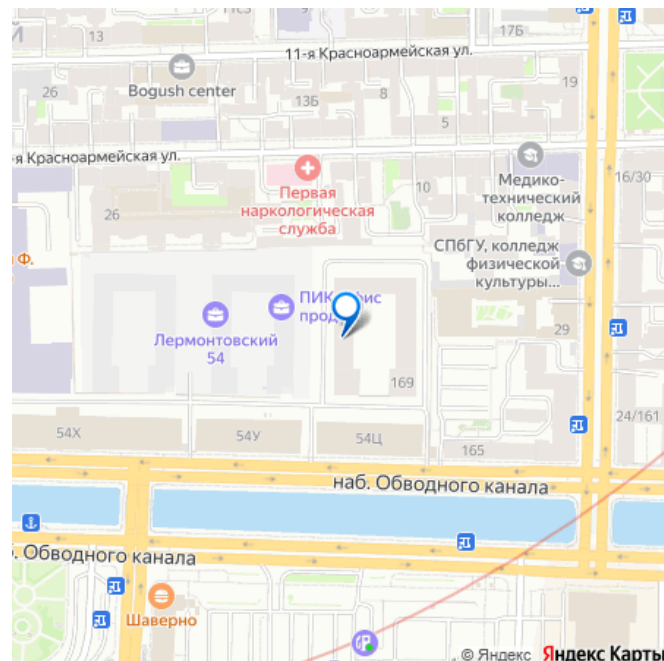 17Б
11-я Красноармейская ул.
26
Bogush center
13Б
8
19
5
-я Красноармейская ул.
Первая
наркологическая
служба
10
Медико-
технический
колледж
16/30
26
СПбГУ, колледж
физической
культуры...
Ф.
ПИК
Лермонтовский
54
29
169
24/161
54Х
54У
54Ц
165
наб. Обводного канала
. Обводного канала
Шаверно
© Яндекс Яндекс Карты